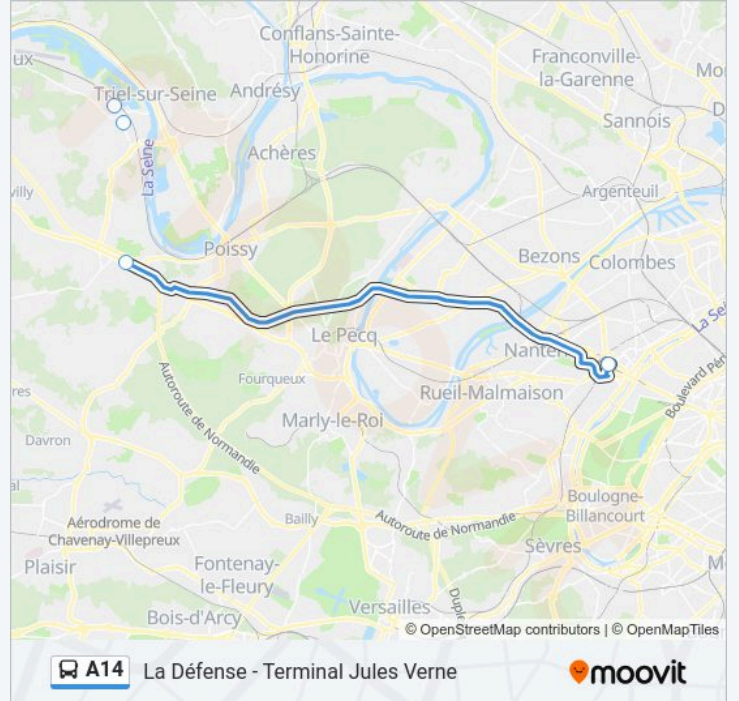 Conflans-Sainte-
Honorine
Franconville-
la-Garenne
Triel-sur-Seine
Andrésy
Sannois
Achères
La Seine
Argenteuil
Poissy
Bezons
Colombes
Le Pecq
Fourqueux
Rueil-Malmaison
Marly-le-Roi
Autoroute de Normandie
Davron
Boulogne-
Billancourt
Bailly
Autoroute de Normandie
Aérodrome de
Chavenay-Villepreux
Sèvres
Plaisir
Fontenay-
le-Fleury
Versailles
Bois-d'Arcy
© OpenStreetMap contributors | © OpenMapTiles
A14 La Défense - Terminal Jules Verne
moovit